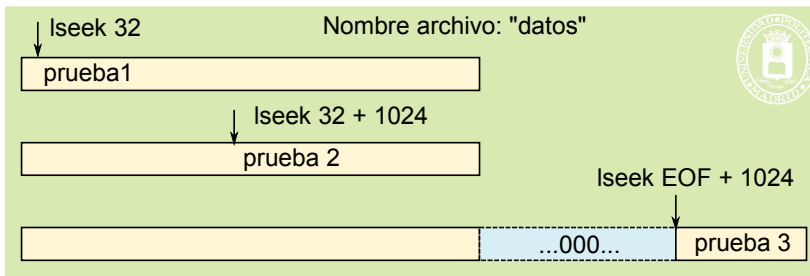 lseek 32
Nombre archivo: "datos"
prueba1
lseek 32 + 1024
prueba 2
lseek EOF + 1024
...000...
prueba 3